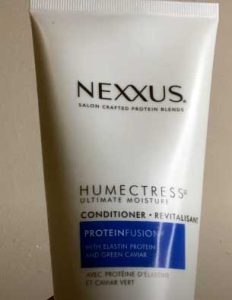 NEXXUS
SALON CRAFTED PROTEIN BLENDS
HUMECTRESS
ULTIMATE MOISTURE
CONDITIONER • REVITALISANT
PROTEINFUSION
WITH ELASTIN PROTEIN
AND GREEN CAVIAR
AVEC PROTÉINE D'ÉLASTINE
ET CAVIAR VERT